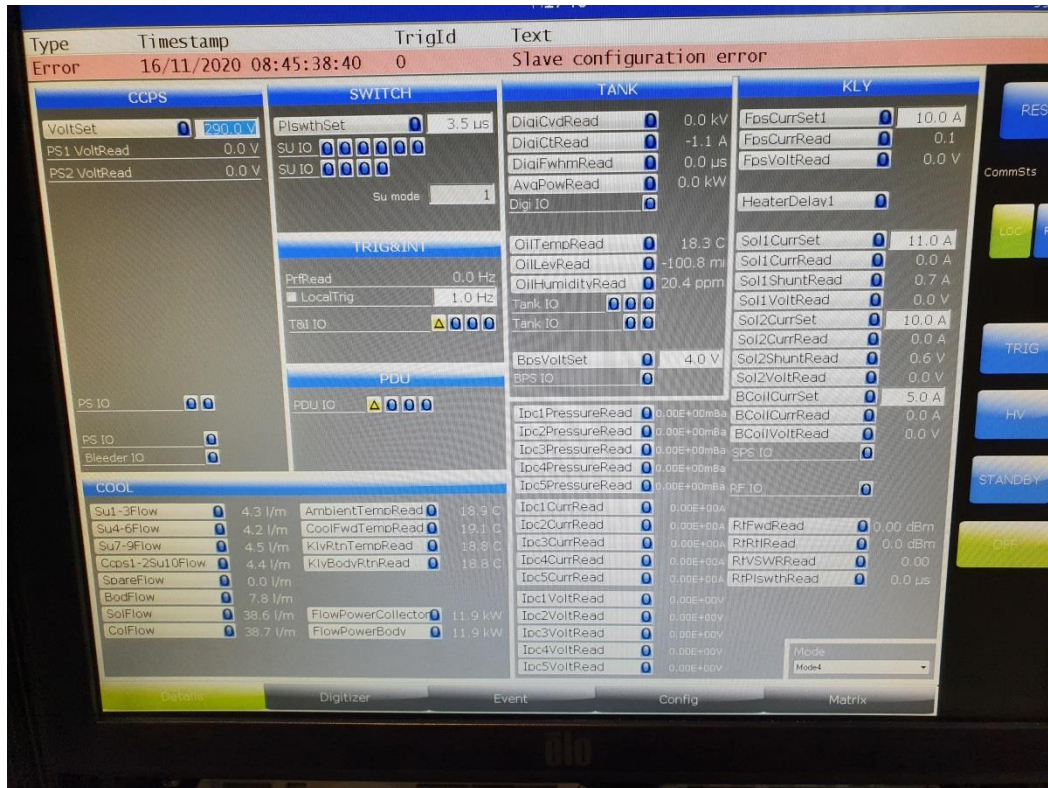 Type Timestamp TrigId Text
Error 16/11/2020 08:45:38:40 0 Slave configuration error
CCPS
VoltSet 290.0 V
PS1 VoltRead 0.0 V
PS2 VoltRead 0.0 V
PS IO
PS IO
Bleeder IO
SWITCH
PlswthSet 3.5 µs
SU IO
SU IO
Su mode 1
TRIG&INT
PrfRead 0.0 Hz
LocalTrig 1.0 Hz
T&I IO
PDU
PDU IO
TANK
DigiCvdRead 0.0 kV
DigiCtRead -1.1 A
DigiFwhmRead 0.0 µs
AvgPowRead 0.0 kW
Digi IO
OilTempRead 18.3 C
OilLevRead -100.8 m
OilHumidityRead 20.4 ppm
Tank IO
Tank IO
BpsVoltSet 4.0 V
BPS IO
Ipc1PressureRead 0.00E+00mBa
Ipc2PressureRead 0.00E+00mBa
Ipc3PressureRead 0.00E+00mBa
Ipc4PressureRead 0.00E+00mBa
Ipc5PressureRead 0.00E+00mBa
Ipc1CurrRead 0.00E+00A
Ipc2CurrRead 0.00E+00A
Ipc3CurrRead 0.00E+00A
Ipc4CurrRead 0.00E+00A
Ipc5CurrRead 0.00E+00A
Ipc1VoltRead 0.00E+00V
Ipc2VoltRead 0.00E+00V
Ipc3VoltRead 0.00E+00V
Ipc4VoltRead 0.00E+00V
Ipc5VoltRead 0.00E+00V
KLY
FpsCurrSet1 10.0 A
FpsCurrRead 0.1
FpsVoltRead 0.0 V
HeaterDelay1
Sol1CurrSet 11.0 A
Sol1CurrRead 0.0 A
Sol1ShuntRead 0.7 A
Sol1VoltRead 0.0 V
Sol2CurrSet 10.0 A
Sol2CurrRead 0.0 A
Sol2ShuntRead 0.6 V
Sol2VoltRead 0.0 V
BCoilCurrSet 5.0 A
BCoilCurrRead 0.0 A
BCoilVoltRead 0.0 V
SPS IO
RF IO
RfFwdRead 0.00 dBm
RfRflRead 0.0 dBm
RfVSWRRead 0.00
RfPlswthRead 0.0 µs
Mode
Mode4
COOL
Su1-3Flow 4.3 l/m AmbientTempRead 18.9 C
Su4-6Flow 4.2 l/m CoolFwdTempRead 19.1 C
Su7-9Flow 4.5 l/m KlyRtnTempRead 18.8 C
Ccps1-2Su10Flow 4.4 l/m KlyBodyRtnRead 18.8 C
SpareFlow 0.0 l/m
BodFlow 7.8 l/m
SolFlow 38.6 l/m FlowPowerCollector 11.9 kW
ColFlow 38.7 l/m FlowPowerBody 11.9 kW
Details Digitizer Event Config Matrix
RES
CommSts
LOC
TRIG
HV
STANDBY
OFF
elo